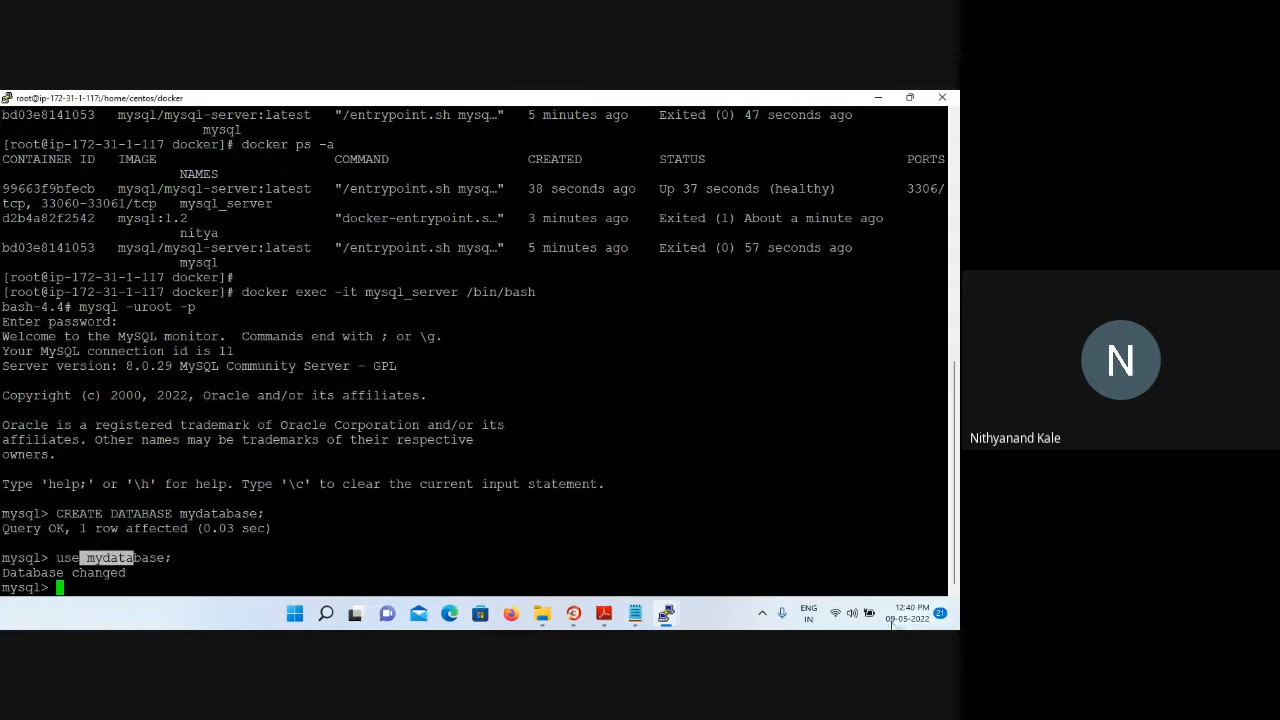 root@ip-172-31-1-117:/home/centos/docker
bd03e8141053 mysql/mysql-server:latest "/entrypoint.sh mysq…" 5 minutes ago Exited (0) 47 seconds ago
mysql
[root@ip-172-31-1-117 docker]# docker ps -a
CONTAINER ID IMAGE COMMAND CREATED STATUS PORTS
NAMES
99663f9bfecb mysql/mysql-server:latest "/entrypoint.sh mysq…" 38 seconds ago Up 37 seconds (healthy) 3306/
tcp, 33060-33061/tcp mysql_server
d2b4a82f2542 mysql:1.2 "docker-entrypoint.s…" 3 minutes ago Exited (1) About a minute ago
nitya
bd03e8141053 mysql/mysql-server:latest "/entrypoint.sh mysq…" 5 minutes ago Exited (0) 57 seconds ago
mysql
[root@ip-172-31-1-117 docker]#
[root@ip-172-31-1-117 docker]# docker exec -it mysql_server /bin/bash
bash-4.4# mysql -uroot -p
Enter password:
Welcome to the MySQL monitor. Commands end with ; or \g.
Your MySQL connection id is 11
Server version: 8.0.29 MySQL Community Server - GPL
Copyright (c) 2000, 2022, Oracle and/or its affiliates.
Oracle is a registered trademark of Oracle Corporation and/or its
affiliates. Other names may be trademarks of their respective
owners.
Type 'help;' or '\h' for help. Type '\c' to clear the current input statement.
mysql> CREATE DATABASE mydatabase;
Query OK, 1 row affected (0.03 sec)
mysql> use mydatabase;
Database changed
mysql>
ENG
IN
12:40 PM
09-05-2022
21
N
Nithyanand Kale